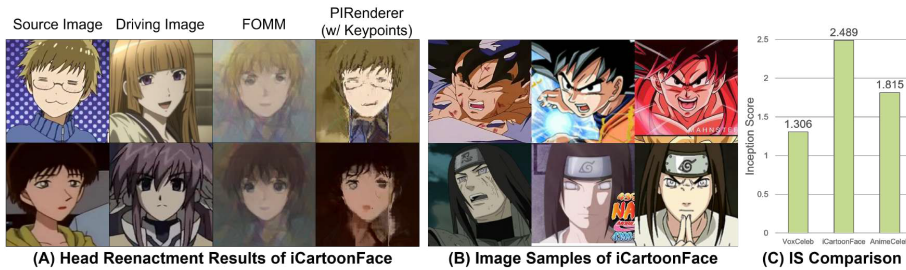 Source Image
Driving Image
FOMM
PIRenderer
(w/ Keypoints)
MAHNSTEE
NA
(A) Head Reenactment Results of iCartoonFace
(B) Image Samples of iCartoonFace
Inception Score
2.5
2
1.5
1
0.5
0
1.306
2.489
1.815
VoxCeleb
iCartoonFace
AnimeCeleb
(C) IS Comparison